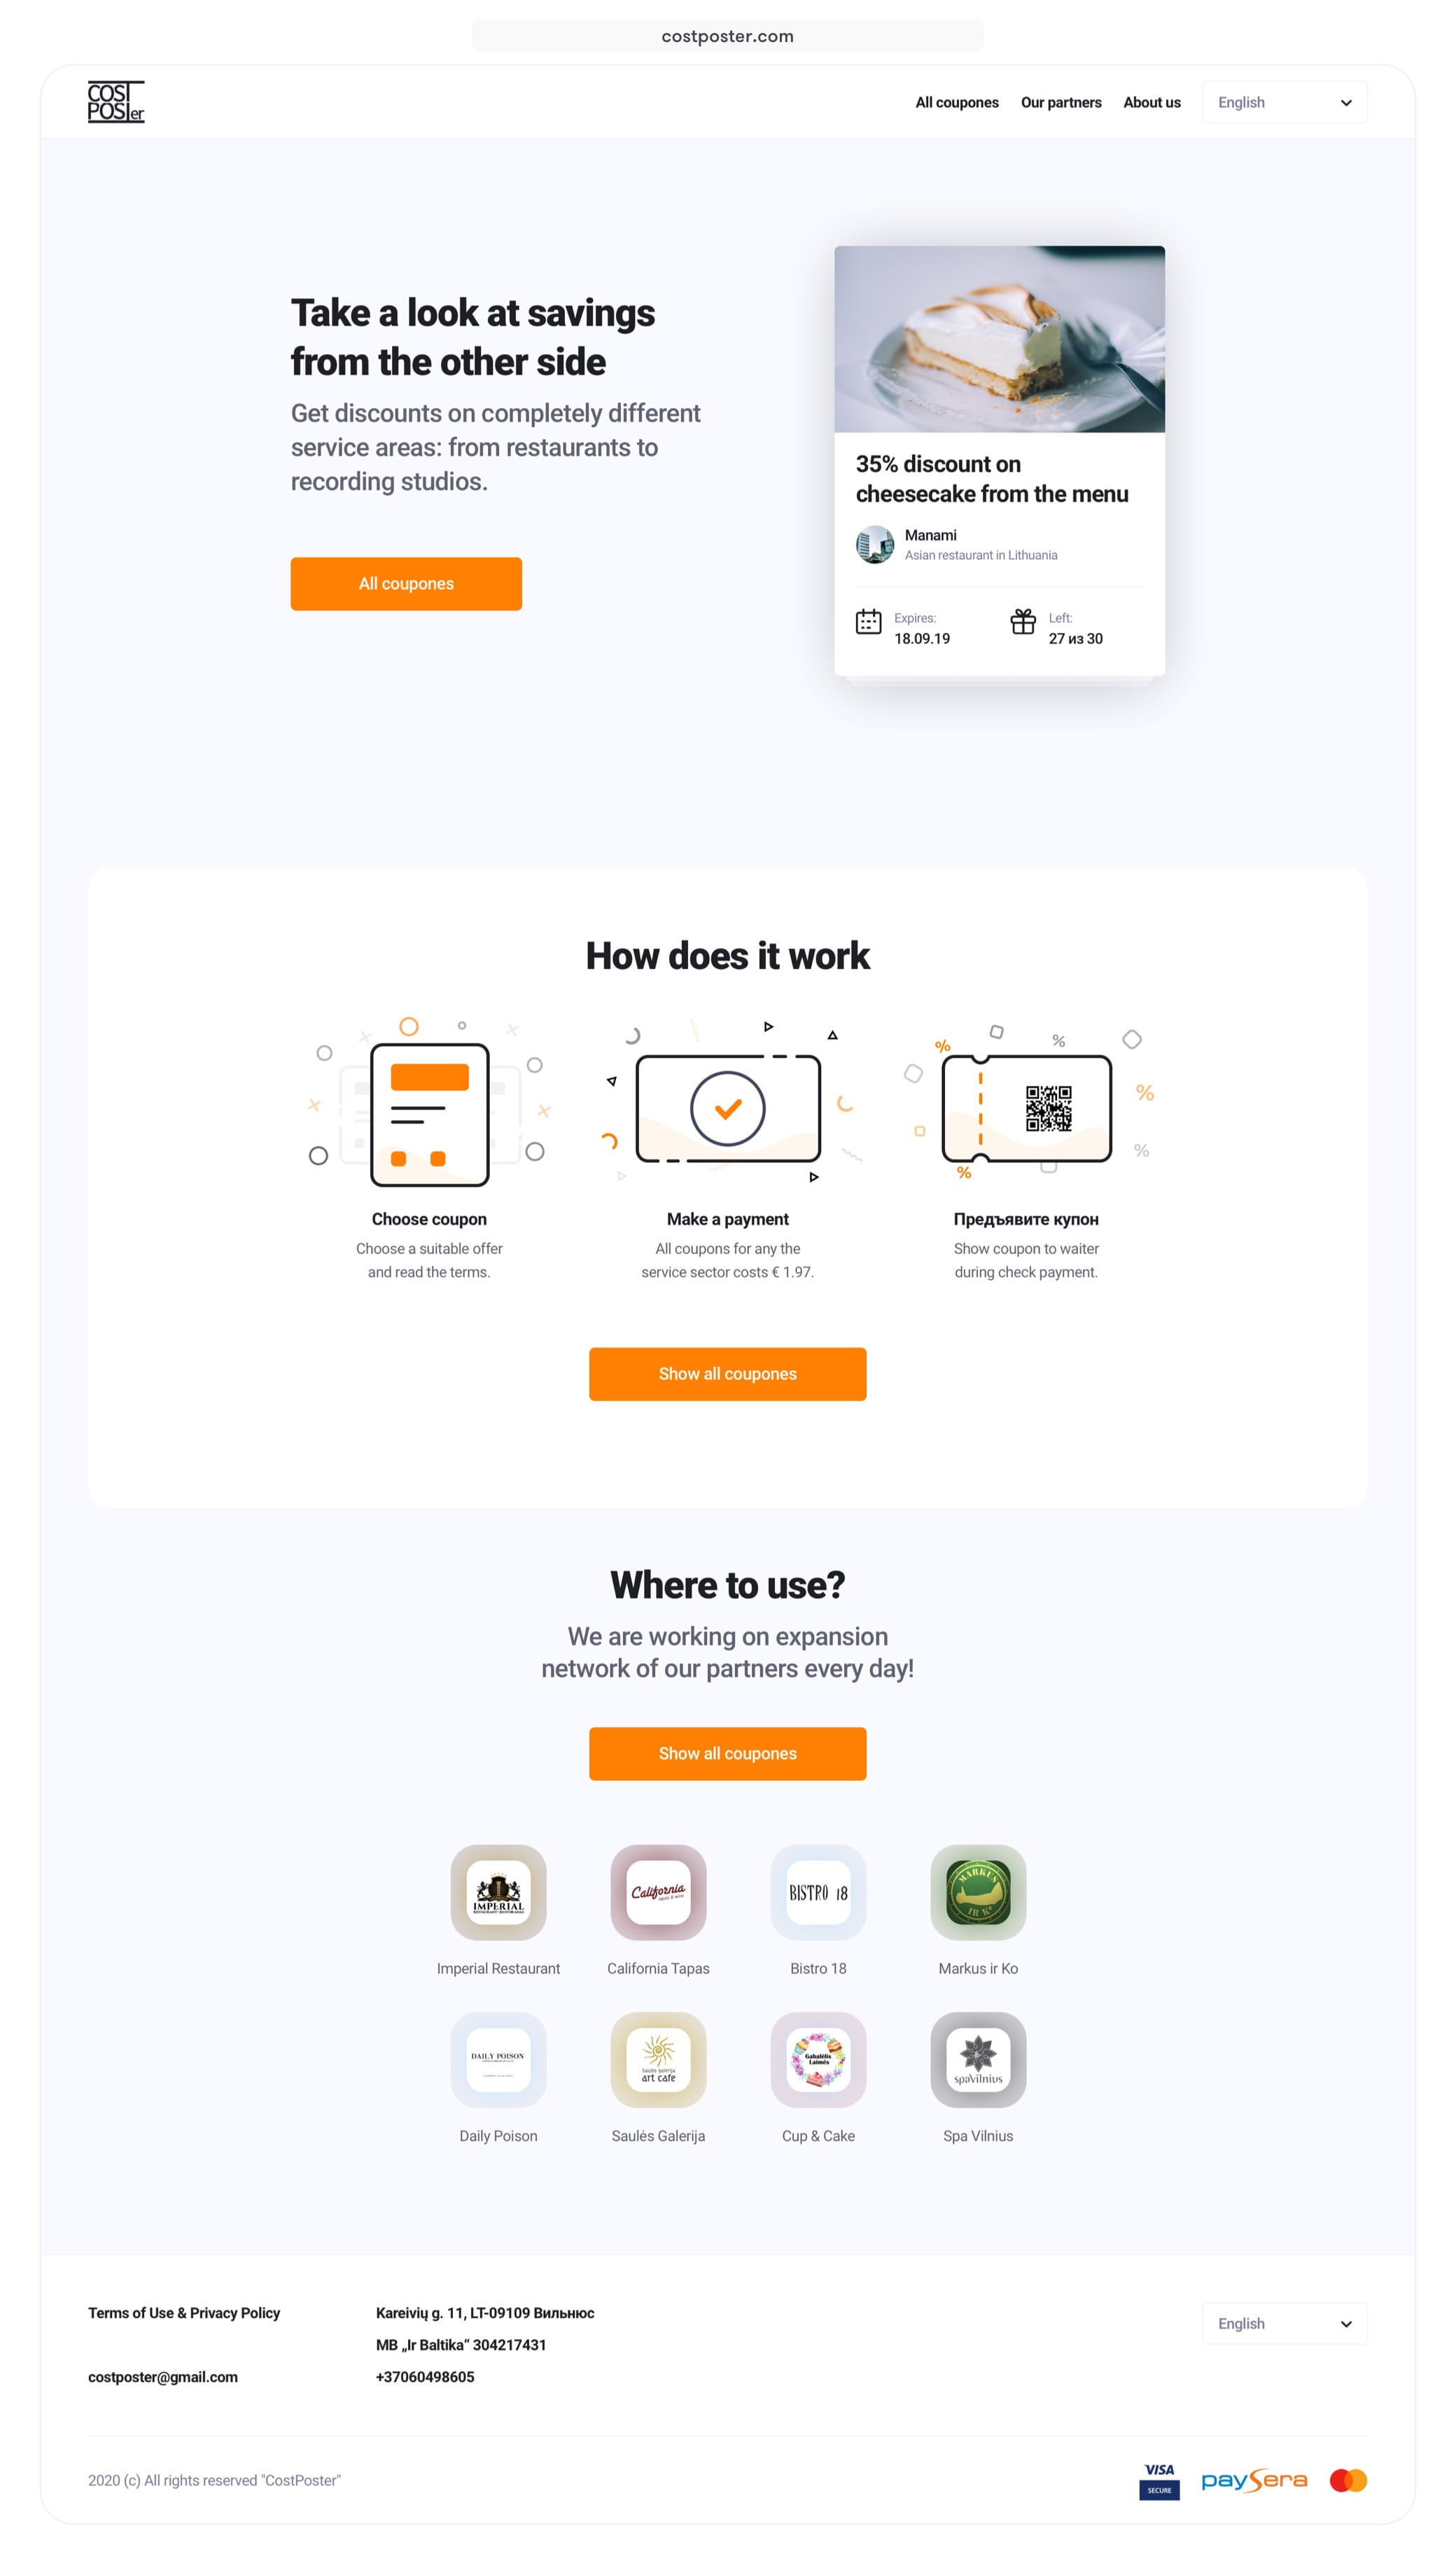 costposter.com
COST
POSTer
All coupones
Our partners
About us
English
Take a look at savings
from the other side
Get discounts on completely different
service areas: from restaurants to
recording studios.
All coupones
35% discount on
cheesecake from the menu
Manami
Asian restaurant in Lithuania
Expires:
18.09.19
Left:
27 из 30
How does it work
Choose coupon
Choose a suitable offer
and read the terms.
Make a payment
All coupons for any the
service sector costs € 1.97.
Предъявите купон
Show coupon to waiter
during check payment.
Show all coupones
Where to use?
We are working on expansion
network of our partners every day!
Show all coupones
IMPERIAL
California
BISTRO 18
MARKUS
IR K°
Imperial Restaurant
California Tapas
Bistro 18
Markus ir Ko
DAILY POISON
Saulės galerija
art cafe
Gabalėlis
Laimės
spaVilnius
Daily Poison
Saulės Galerija
Cup & Cake
Spa Vilnius
Terms of Use & Privacy Policy
costposter@gmail.com
Kareivių g. 11, LT-09109 Вильнюс
MB „Ir Baltika“ 304217431
+37060498605
English
2020 (c) All rights reserved "CostPoster"
VISA
SECURE
paysera